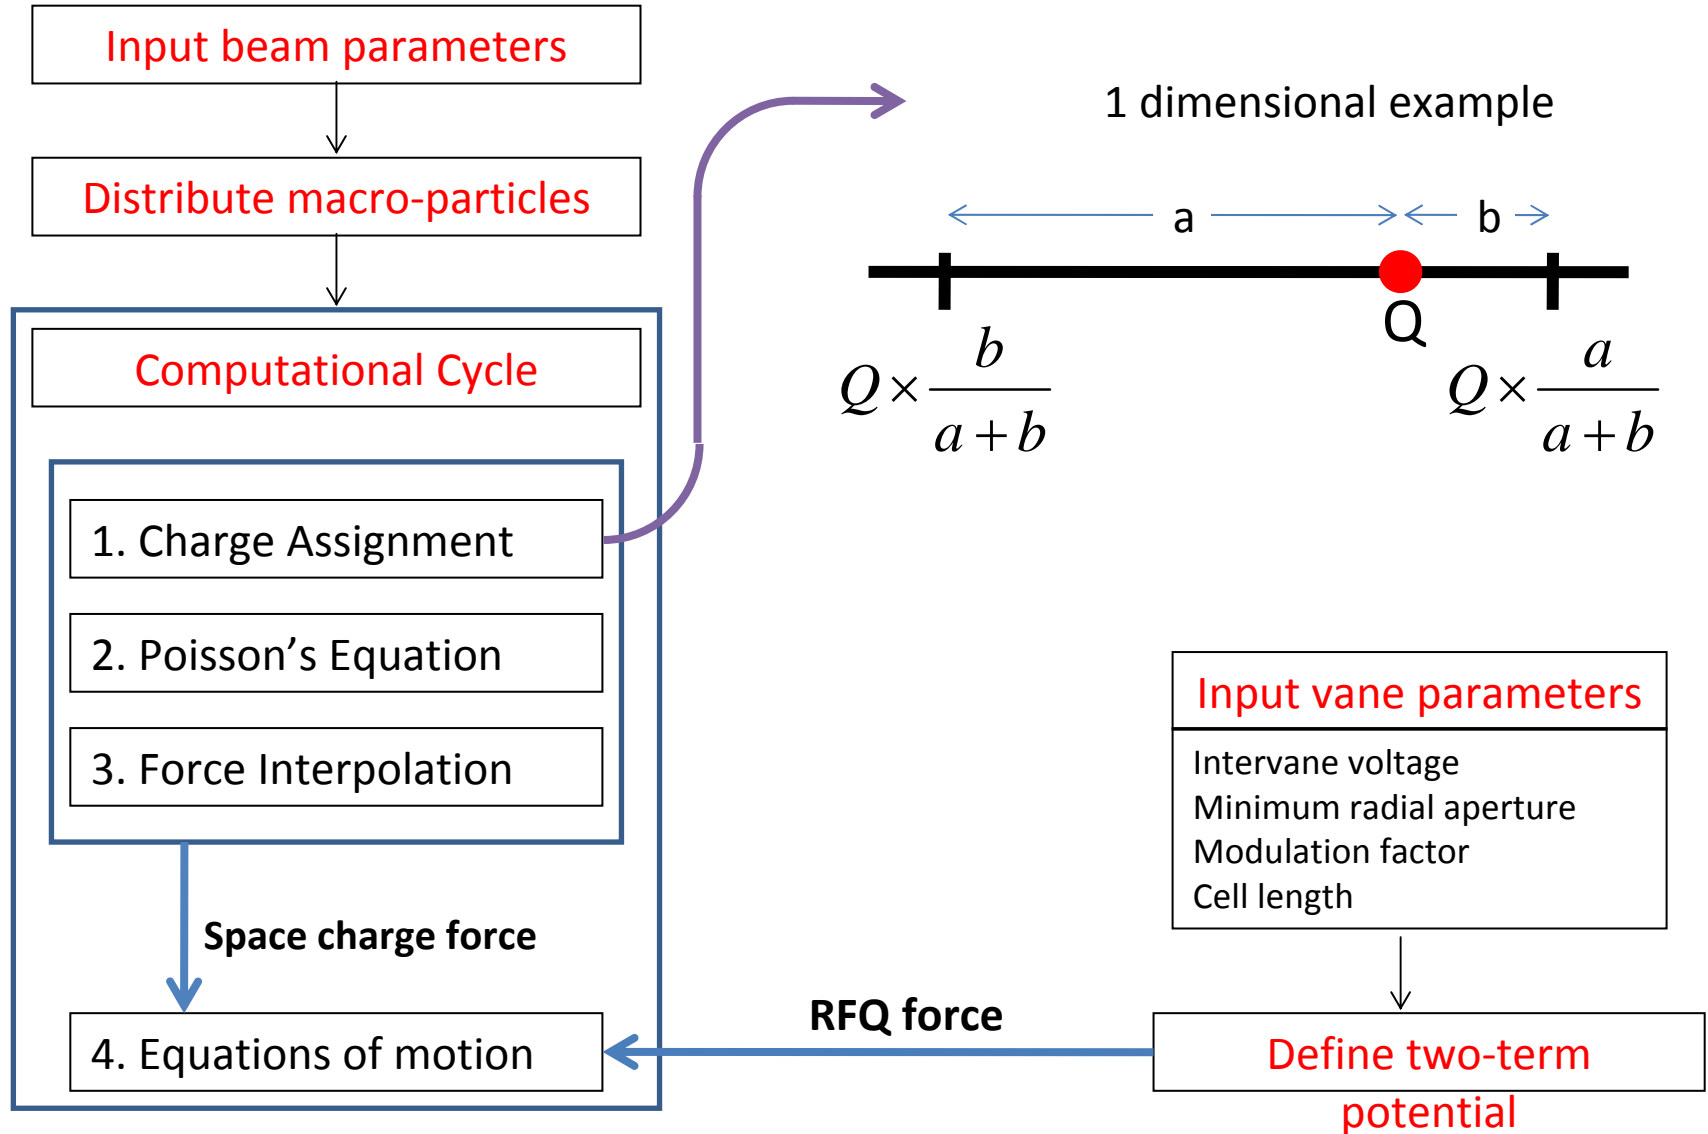 Input beam parameters
Distribute macro-particles
Computational Cycle
1. Charge Assignment
2. Poisson’s Equation
3. Force Interpolation
Space charge force
4. Equations of motion
1 dimensional example
a b
Q
Q × b/(a + b)
Q × a/(a + b)
Input vane parameters
Intervane voltage
Minimum radial aperture
Modulation factor
Cell length
RFQ force
Define two-term
potential